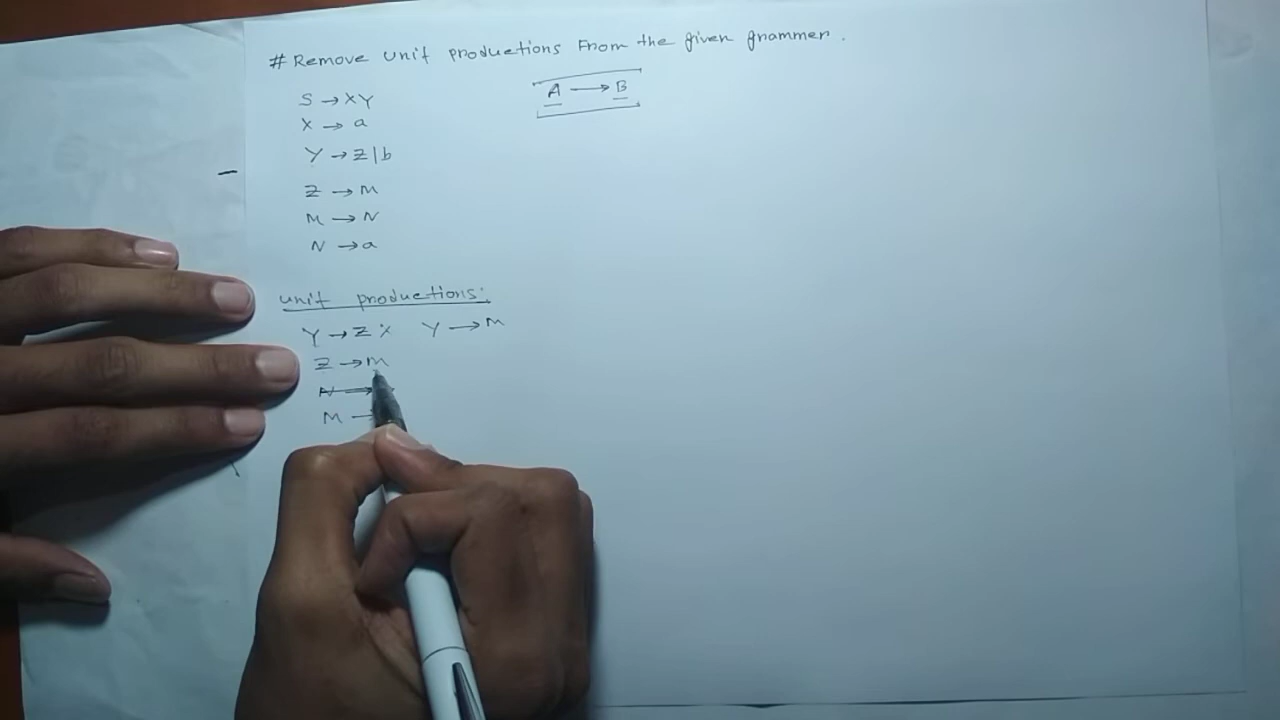 # Remove unit productions From the given grammer.
A → B
S → XY
X → a
Y → Z | b
Z → M
M → N
N → a
unit productions:
Y → Z X Y → M
Z → M
M →